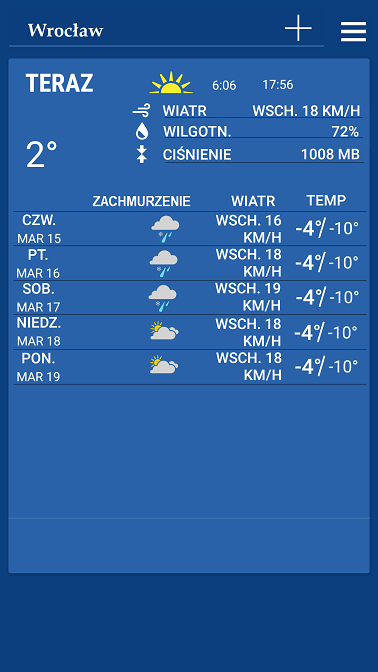 Wrocław
TERAZ
6:06 17:56
WIATR WSCH. 18 KM/H
WILGOTN. 72%
2°
CIŚNIENIE 1008 MB
ZACHMURZENIE WIATR TEMP
CZW. MAR 15 WSCH. 16 KM/H -4°/-10°
PT. MAR 16 WSCH. 18 KM/H -4°/-10°
SOB. MAR 17 WSCH. 19 KM/H -4°/-10°
NIEDZ. MAR 18 WSCH. 18 KM/H -4°/-10°
PON. MAR 19 WSCH. 18 KM/H -4°/-10°